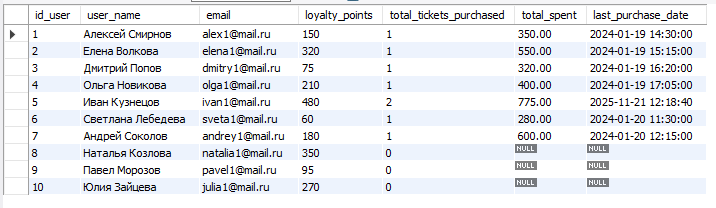 id_user user_name email loyalty_points total_tickets_purchased total_spent last_purchase_date
1 Алексей Смирнов alex1@mail.ru 150 1 350.00 2024-01-19 14:30:00
2 Елена Волкова elena1@mail.ru 320 1 550.00 2024-01-19 15:15:00
3 Дмитрий Попов dmitry1@mail.ru 75 1 320.00 2024-01-19 16:20:00
4 Ольга Новикова olga1@mail.ru 210 1 400.00 2024-01-19 17:05:00
5 Иван Кузнецов ivan1@mail.ru 480 2 775.00 2025-11-21 12:18:40
6 Светлана Лебедева sveta1@mail.ru 60 1 280.00 2024-01-20 11:30:00
7 Андрей Соколов andrey1@mail.ru 180 1 600.00 2024-01-20 12:15:00
8 Наталья Козлова natalia1@mail.ru 350 0 NULL NULL
9 Павел Морозов pavel1@mail.ru 95 0 NULL NULL
10 Юлия Зайцева julia1@mail.ru 270 0 NULL NULL